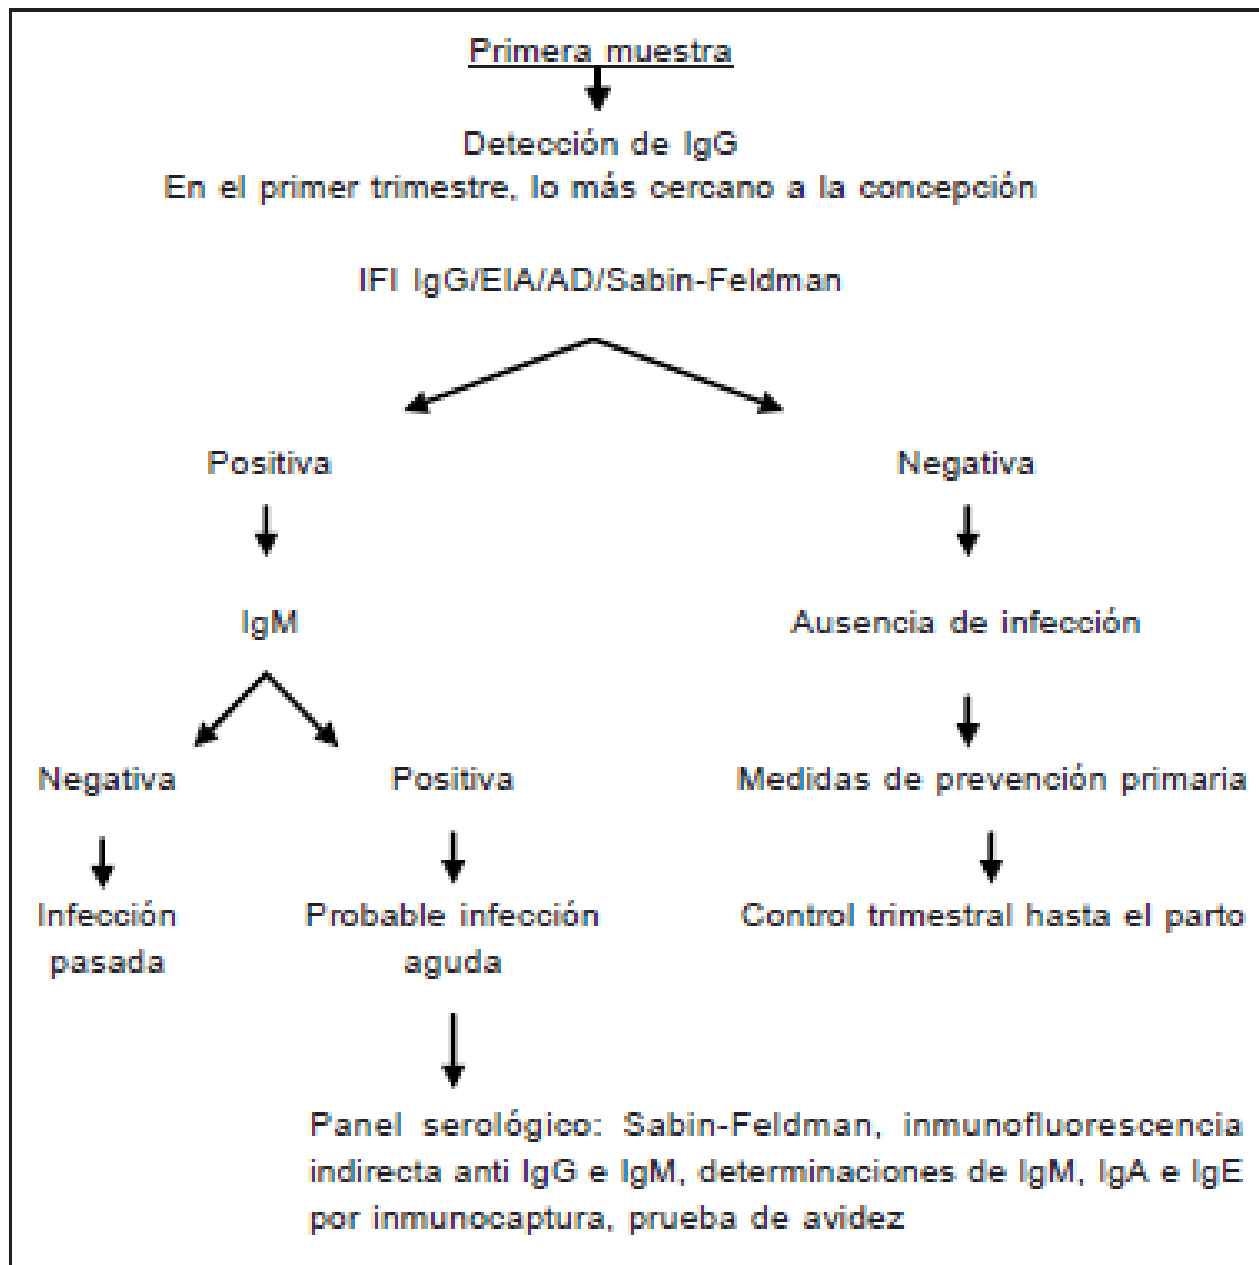 Primera muestra
Detección de IgG
En el primer trimestre, lo más cercano a la concepción
IFI IgG/EIA/AD/Sabin-Feldman
Positiva
Negativa
IgM
Ausencia de infección
Negativa
Positiva
Medidas de prevención primaria
Infección
pasada
Probable infección
aguda
Control trimestral hasta el parto
Panel serológico: Sabin-Feldman, inmunofluorescencia
indirecta anti IgG e IgM, determinaciones de IgM, IgA e IgE
por inmunocaptura, prueba de avidez